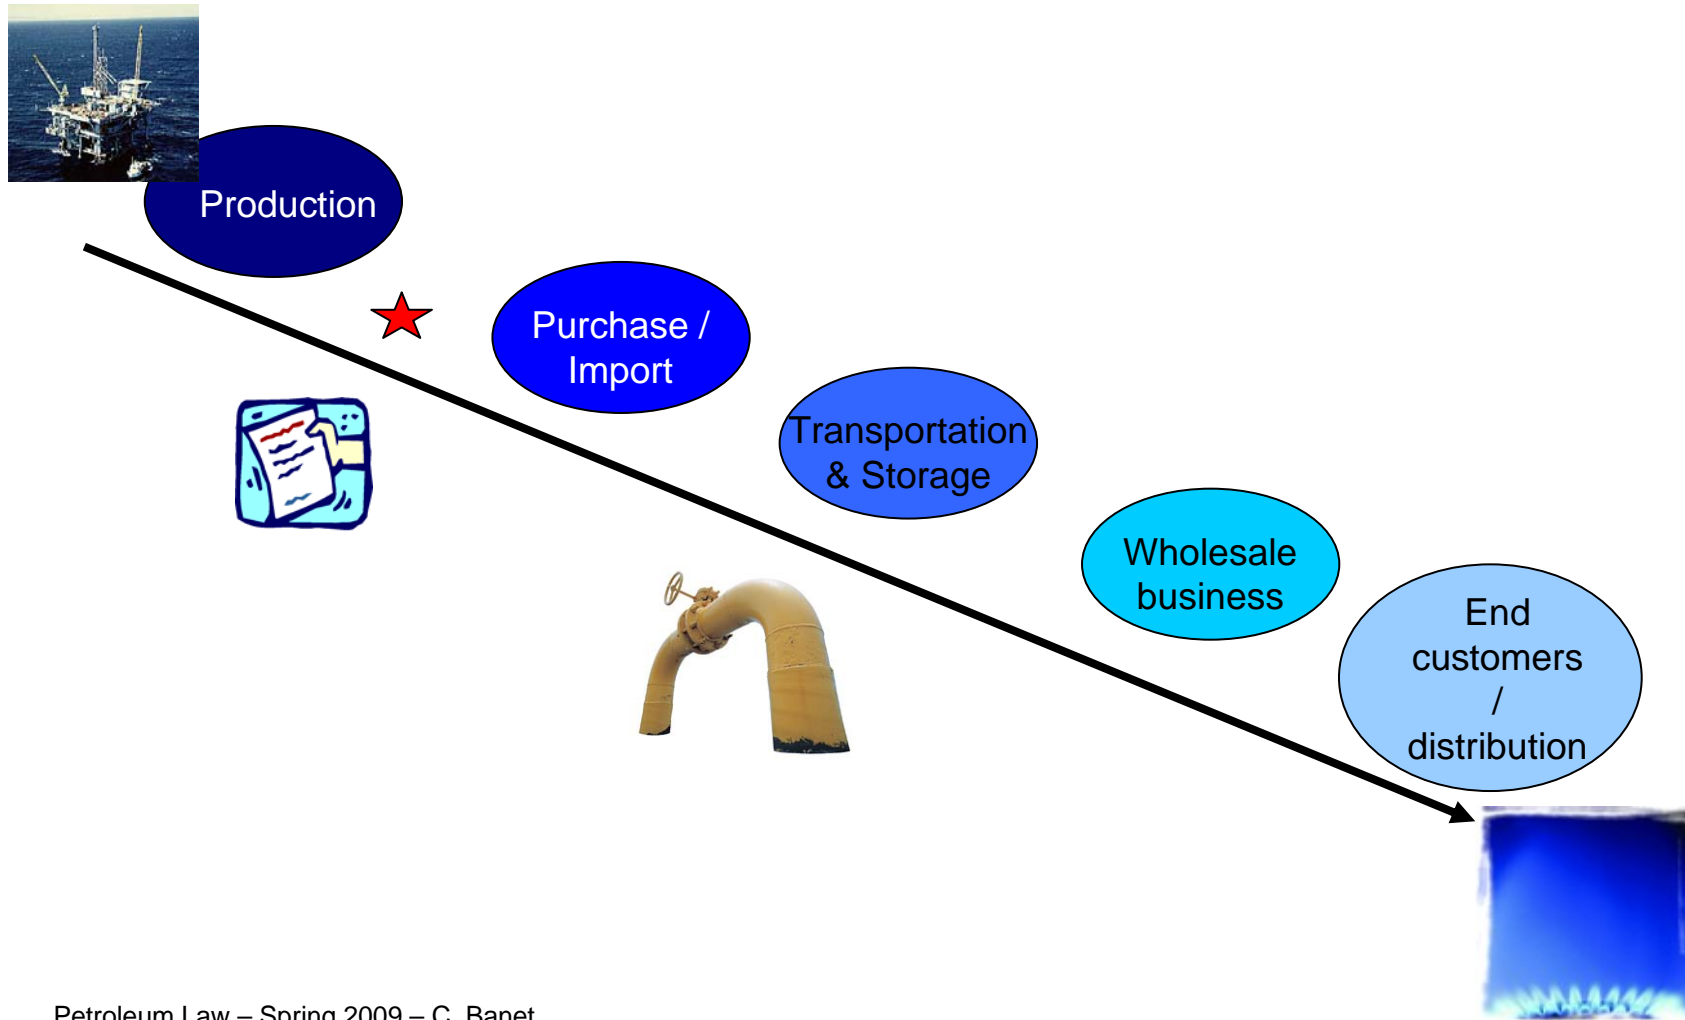 Production
Purchase /
Import
Transportation
& Storage
Wholesale
business
End
customers
/
distribution
Petroleum Law – Spring 2009 – C. Banet